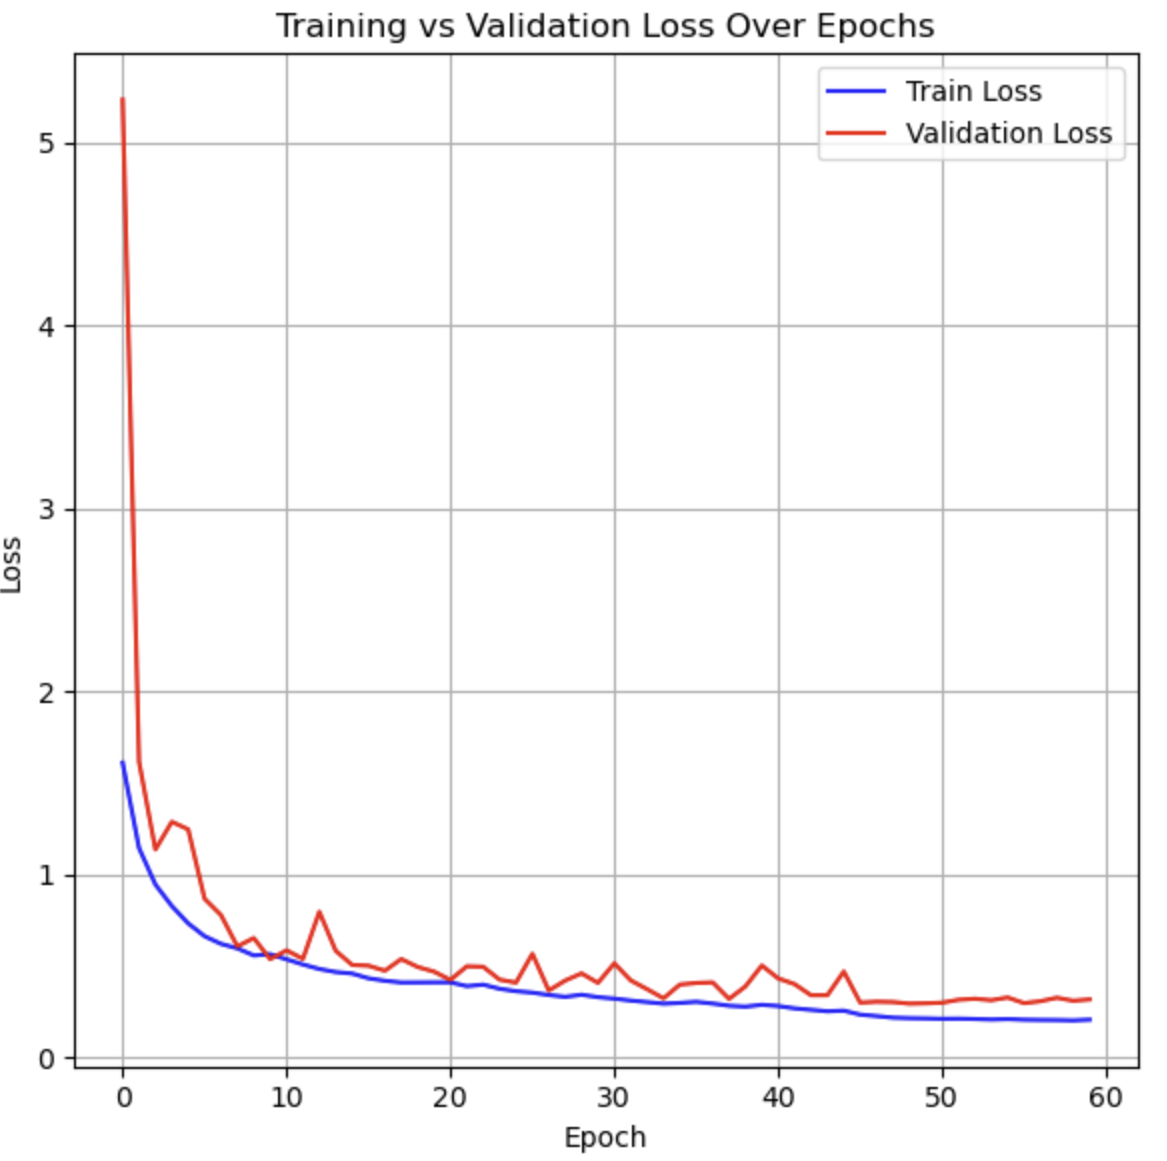 Training vs Validation Loss Over Epochs
Train Loss
Validation Loss
5
4
3
2
1
0
Loss
0 10 20 30 40 50 60
Epoch